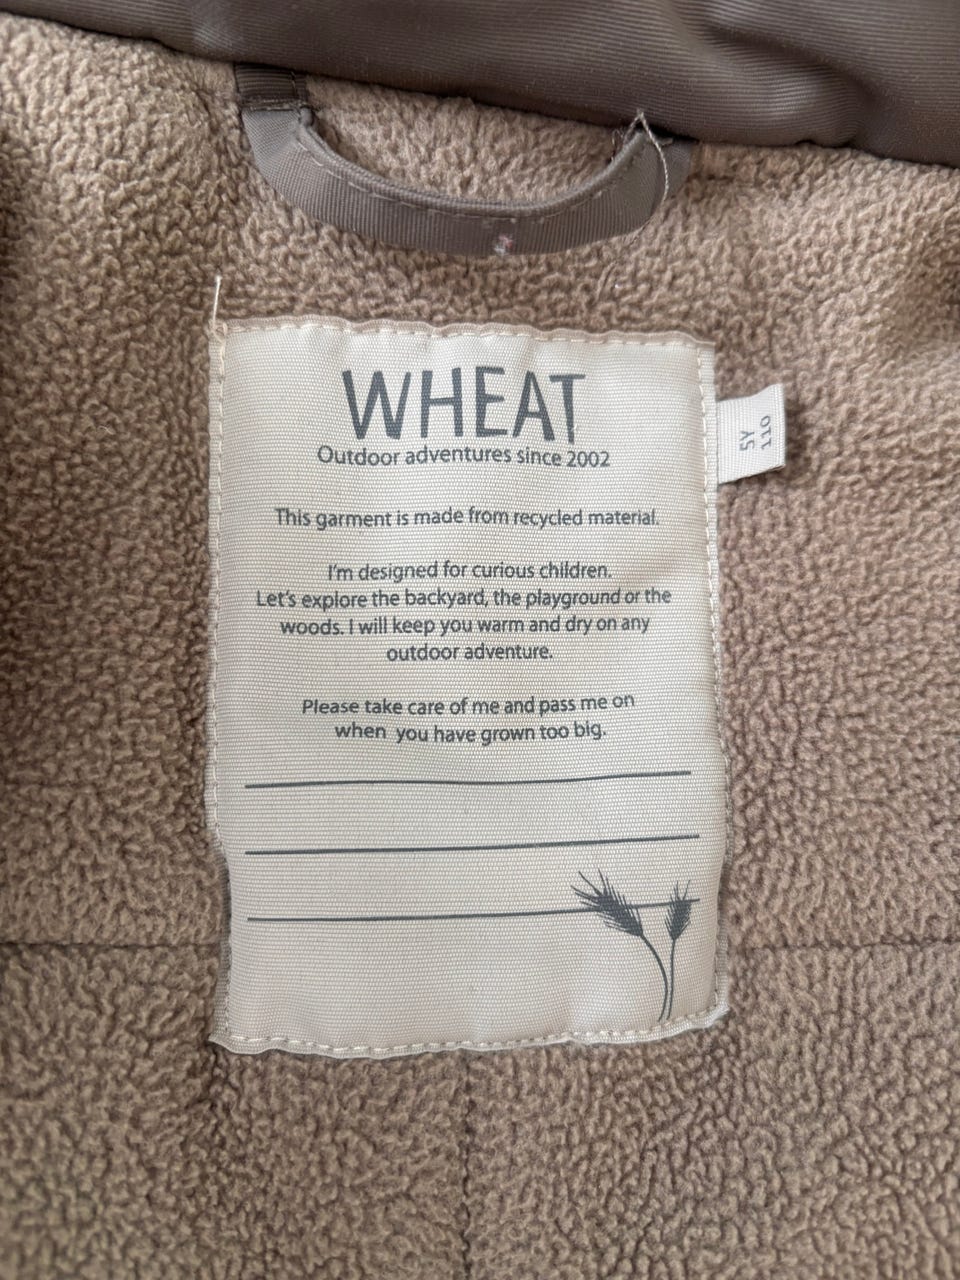 WHEAT
Outdoor adventures since 2002
This garment is made from recycled material.
I'm designed for curious children.
Let's explore the backyard, the playground or the
woods. I will keep you warm and dry on any
outdoor adventure.
Please take care of me and pass me on
when you have grown too big.
5Y
110